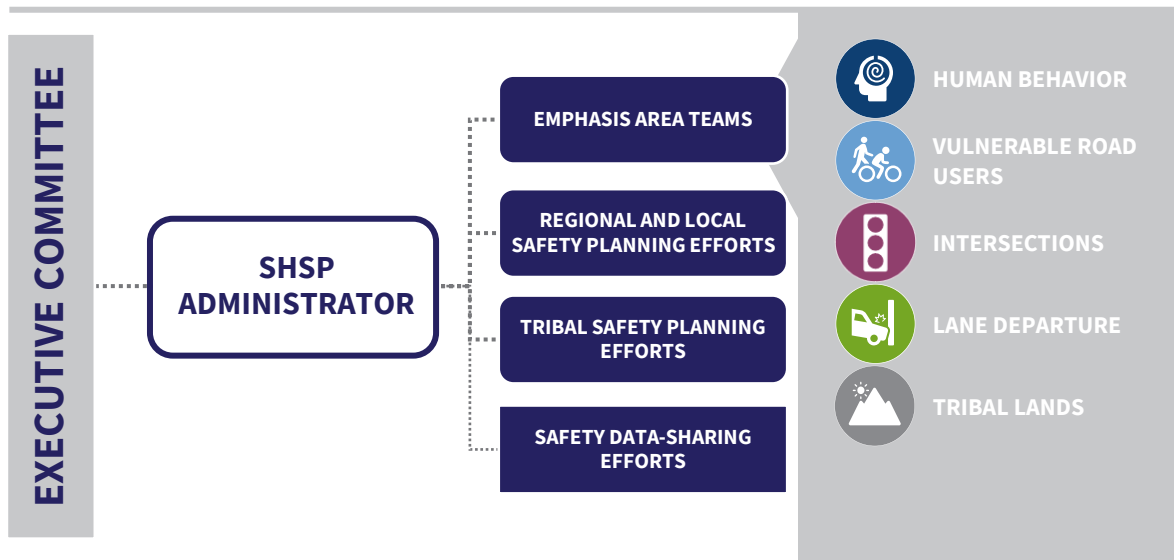 EXECUTIVE COMMITTEE
SHSP
ADMINISTRATOR
EMPHASIS AREA TEAMS
REGIONAL AND LOCAL
SAFETY PLANNING EFFORTS
TRIBAL SAFETY PLANNING
EFFORTS
SAFETY DATA-SHARING
EFFORTS
HUMAN BEHAVIOR
VULNERABLE ROAD
USERS
INTERSECTIONS
LANE DEPARTURE
TRIBAL LANDS